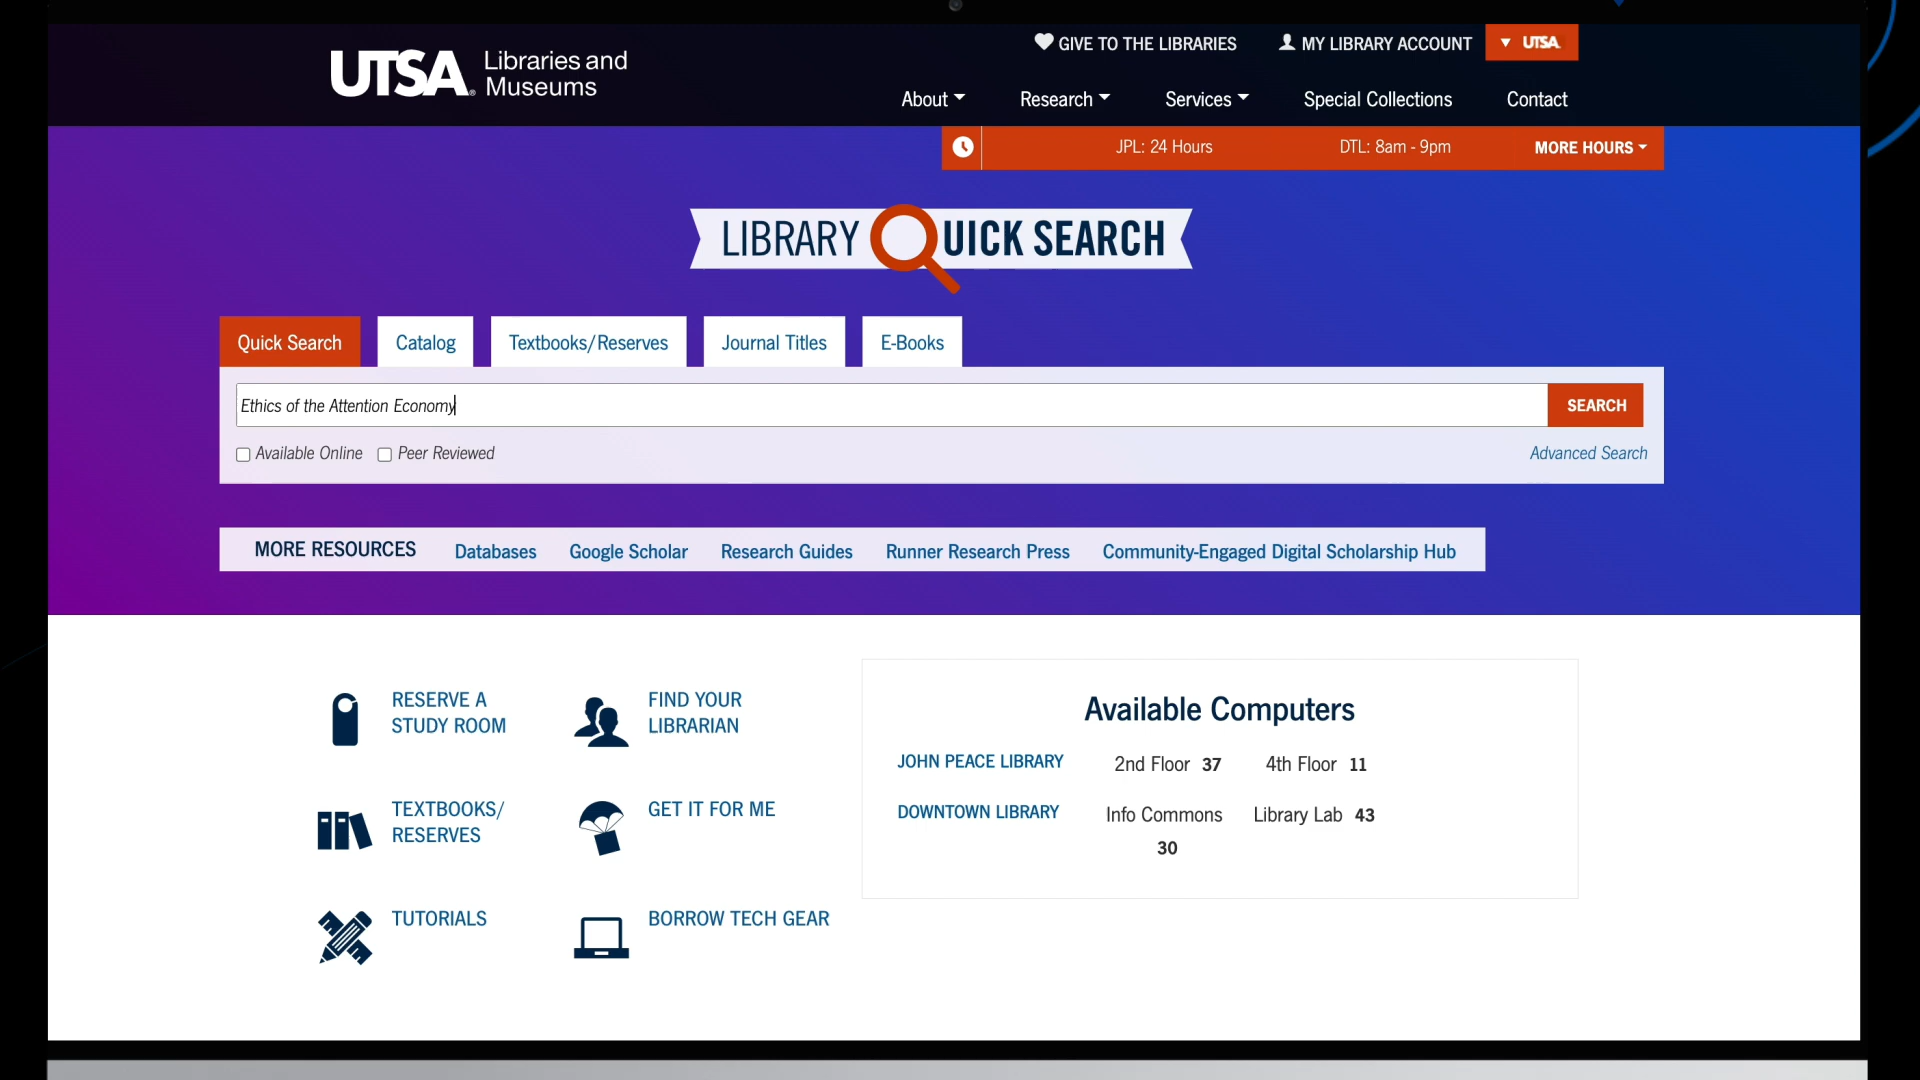 UTSA Libraries and Museums
GIVE TO THE LIBRARIES
MY LIBRARY ACCOUNT
UTSA
About
Research
Services
Special Collections
Contact
JPL: 24 Hours
DTL: 8am - 9pm
MORE HOURS
LIBRARY QUICK SEARCH
Quick Search
Catalog
Textbooks/Reserves
Journal Titles
E-Books
Ethics of the Attention Economy
SEARCH
Available Online
Peer Reviewed
Advanced Search
MORE RESOURCES
Databases
Google Scholar
Research Guides
Runner Research Press
Community-Engaged Digital Scholarship Hub
RESERVE A
STUDY ROOM
FIND YOUR
LIBRARIAN
TEXTBOOKS/
RESERVES
GET IT FOR ME
TUTORIALS
BORROW TECH GEAR
Available Computers
JOHN PEACE LIBRARY
2nd Floor 37
4th Floor 11
DOWNTOWN LIBRARY
Info Commons
30
Library Lab 43